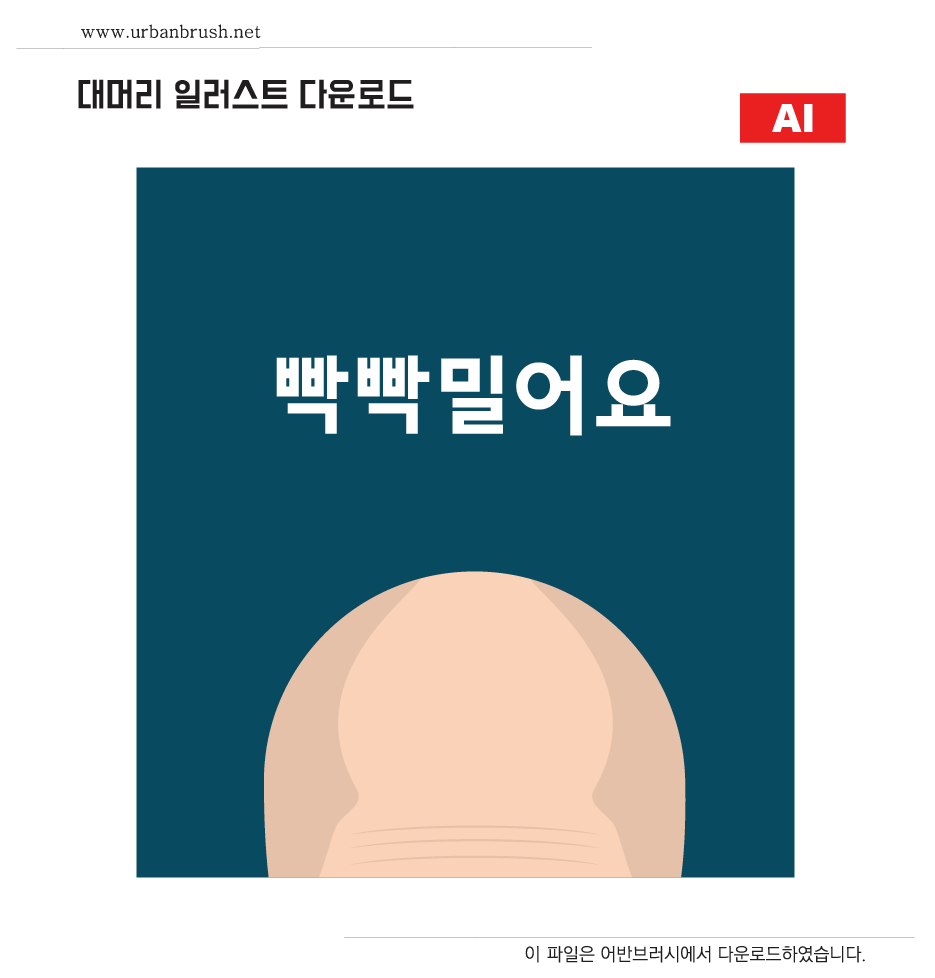 www.urbanbrush.net
대머리 일러스트 다운로드
AI
빡빡밀어요
이 파일은 어반브러시에서 다운로드하였습니다.